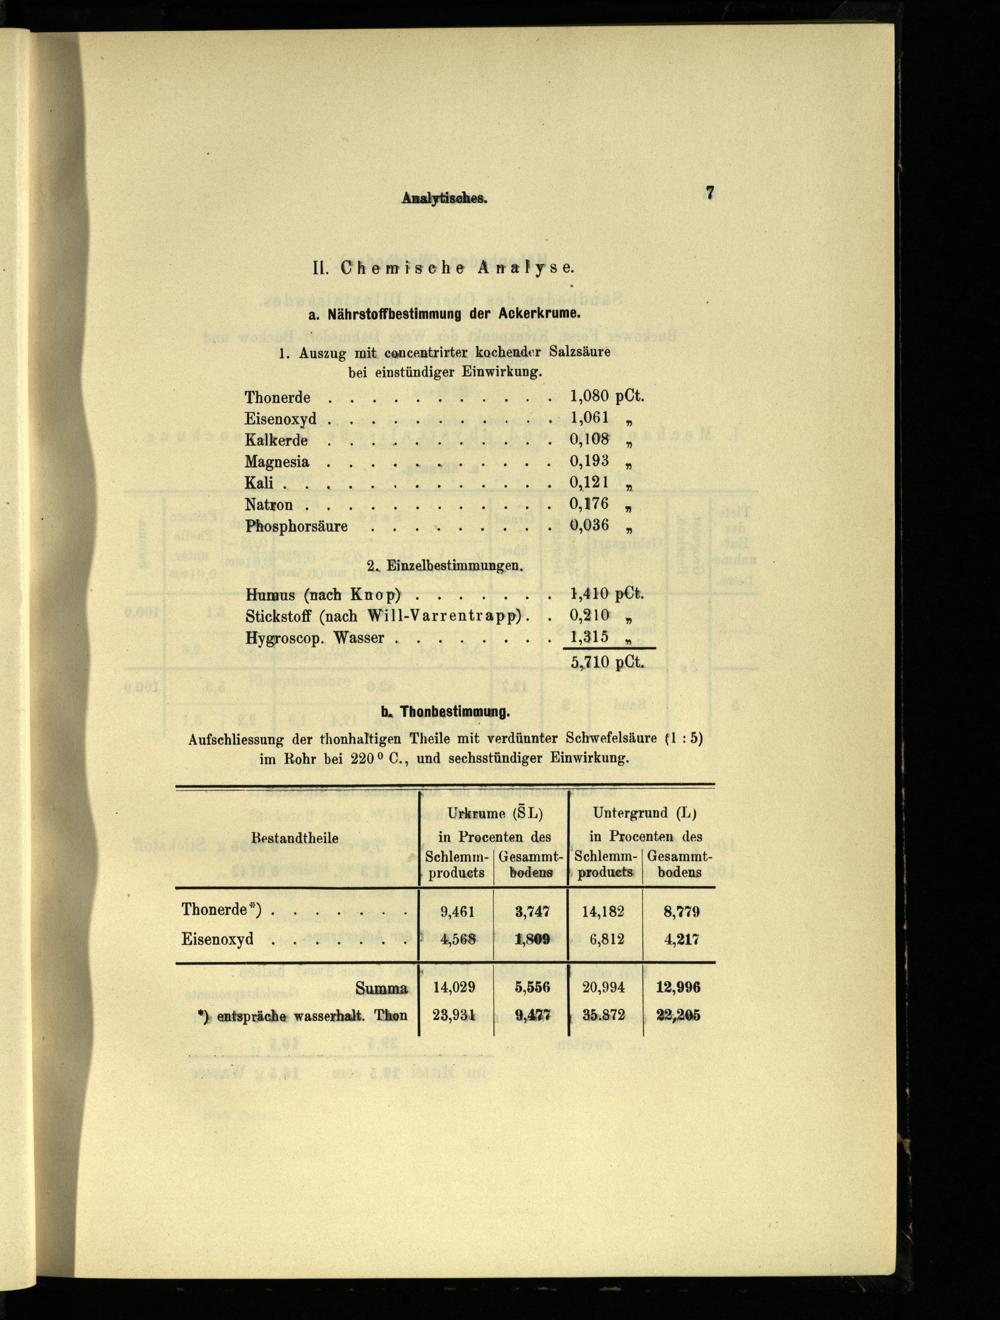 Analytisches.
7
II. Chemische Analyse.
a. Nährstoffbestimmung der Ackerkrume.
1. Auszug mit concentrirter kochender Salzsäure
bei einstündiger Einwirkung.
Thonerde . . . . . . . . . . . 1,080 pCt.
Eisenoxyd . . . . . . . . . . . 1,061 „
Kalkerde . . . . . . . . . . . 0,108 „
Magnesia . . . . . . . . . . . 0,193 „
Kali . . . . . . . . . . . . . 0,121 „
Natron . . . . . . . . . . . . 0,176 „
Phosphorsäure . . . . . . . . . 0,036 „
2. Einzelbestimmungen.
Humus (nach Knop) . . . . . . . 1,410 pCt.
Stickstoff (nach Will-Varrentrapp) . . 0,210 „
Hygroscop. Wasser . . . . . . . . 1,315 „
5,710 pCt.
b. Thonbestimmung.
Aufschliessung der thonhaltigen Theile mit verdünnter Schwefelsäure (1 : 5)
im Rohr bei 220° C., und sechsstündiger Einwirkung.
Urkrume (S̄L) Untergrund (L)
Bestandtheile in Procenten des in Procenten des
Schlemm- Gesammt- Schlemm- Gesammt-
products bodens products bodens
Thonerde*) . . . . . . . 9,461 3,747 14,182 8,779
Eisenoxyd . . . . . . . 4,568 1,809 6,812 4,217
Summa 14,029 5,556 20,994 12,996
*) entspräche wasserhalt. Thon 23,931 9,477 35.872 22,205